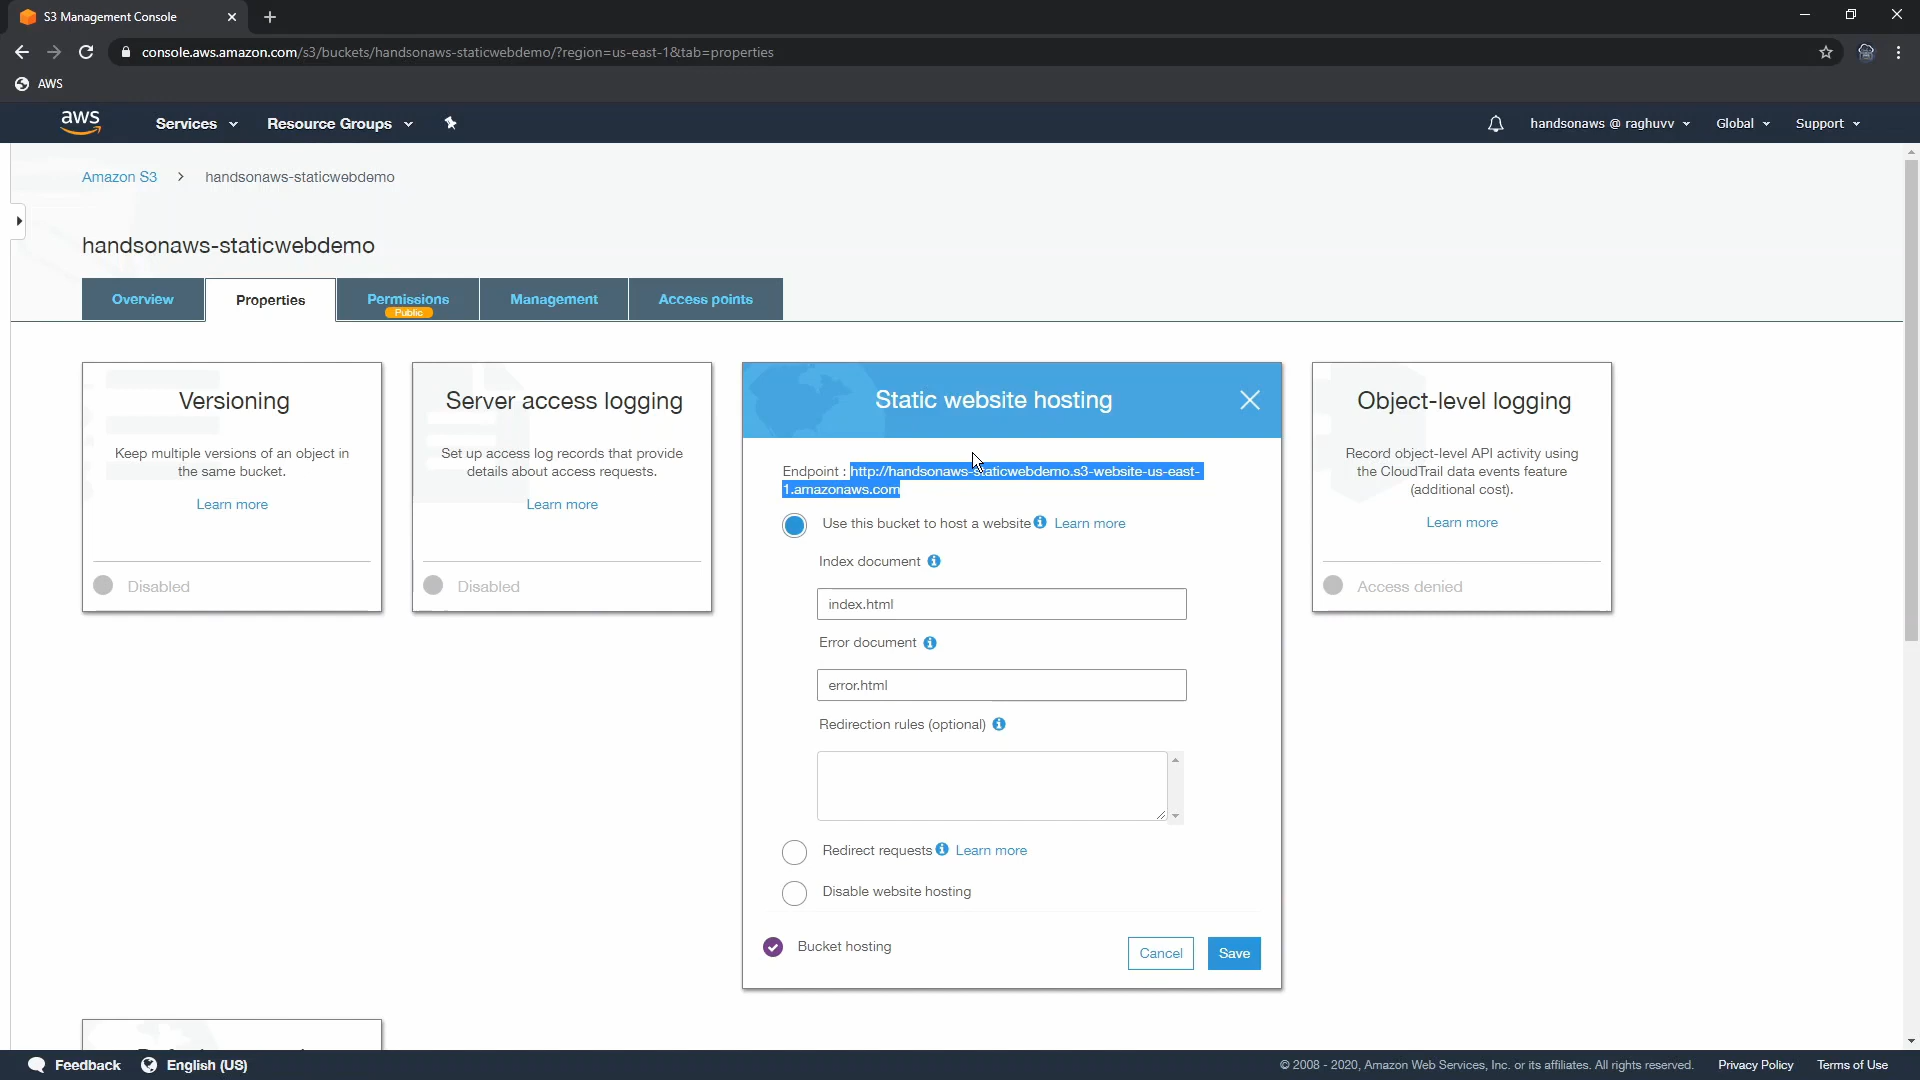 S3 Management Console
console.aws.amazon.com/s3/buckets/handsonaws-staticwebdemo/?region=us-east-1&tab=properties
AWS
aws Services Resource Groups handsonaws @ raghuvv Global Support
Amazon S3 > handsonaws-staticwebdemo
handsonaws-staticwebdemo
Overview Properties Permissions Management Access points
Public
Versioning
Keep multiple versions of an object in
the same bucket.
Learn more
Disabled
Server access logging
Set up access log records that provide
details about access requests.
Learn more
Disabled
Static website hosting
Endpoint : http://handsonaws-staticwebdemo.s3-website-us-east-
1.amazonaws.com
Use this bucket to host a website Learn more
Index document
index.html
Error document
error.html
Redirection rules (optional)
Redirect requests Learn more
Disable website hosting
Bucket hosting
Cancel Save
Object-level logging
Record object-level API activity using
the CloudTrail data events feature
(additional cost).
Learn more
Access denied
Feedback English (US) © 2008 - 2020, Amazon Web Services, Inc. or its affiliates. All rights reserved. Privacy Policy Terms of Use